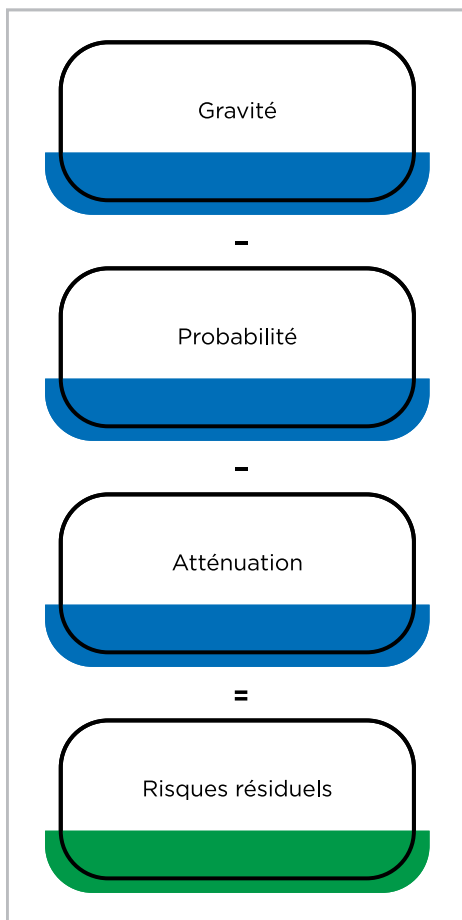 Gravité
-
Probabilité
-
Atténuation
=
Risques résiduels